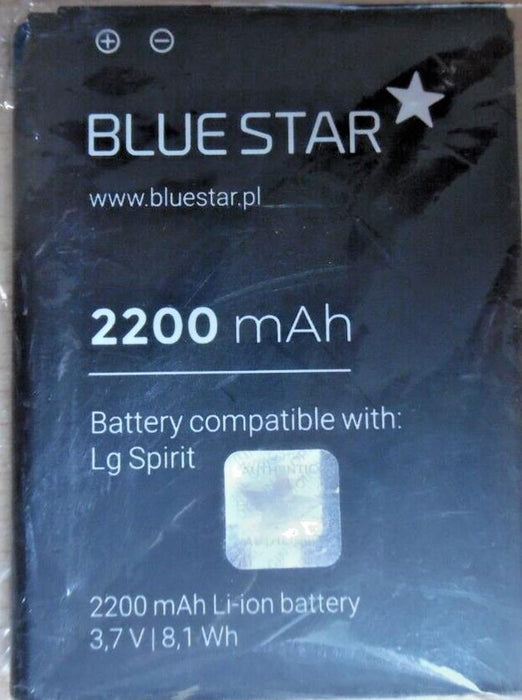 ⊕ ⊖
BLUE STAR
www.bluestar.pl
2200 mAh
Battery compatible with:
Lg Spirit
AUTHENTIC
2200 mAh Li-ion battery
3,7 V | 8,1 Wh